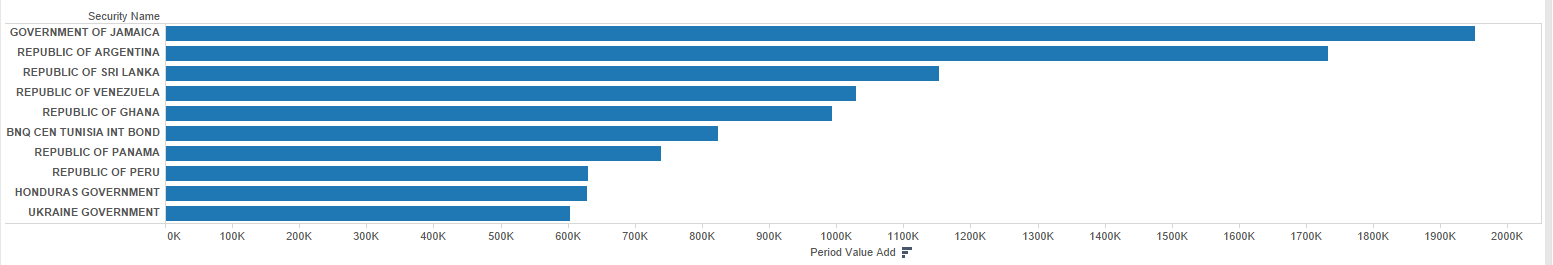 Security Name
GOVERNMENT OF JAMAICA
REPUBLIC OF ARGENTINA
REPUBLIC OF SRI LANKA
REPUBLIC OF VENEZUELA
REPUBLIC OF GHANA
BNQ CEN TUNISIA INT BOND
REPUBLIC OF PANAMA
REPUBLIC OF PERU
HONDURAS GOVERNMENT
UKRAINE GOVERNMENT
0K 100K 200K 300K 400K 500K 600K 700K 800K 900K 1000K 1100K 1200K 1300K 1400K 1500K 1600K 1700K 1800K 1900K 2000K
Period Value Add